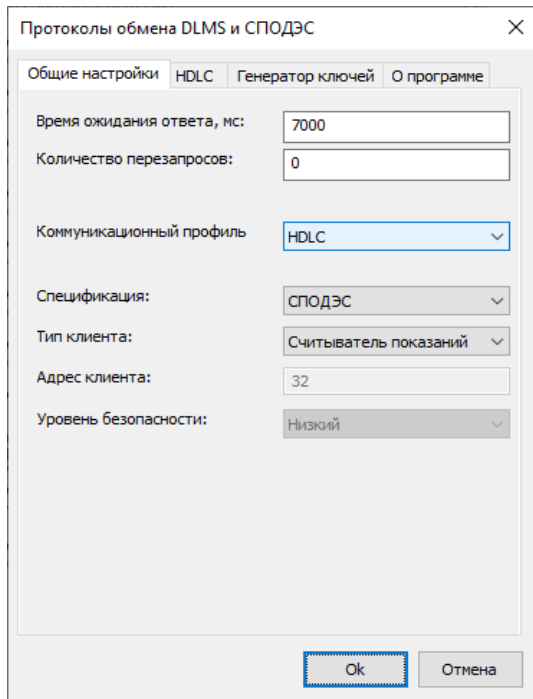 Протоколы обмена DLMS и СПОДЭС
Общие настройки HDLC Генератор ключей О программе
Время ожидания ответа, мс: 7000
Количество перезапросов: 0
Коммуникационный профиль HDLC
Спецификация: СПОДЭС
Тип клиента: Считыватель показаний
Адрес клиента: 32
Уровень безопасности: Низкий
Ok Отмена